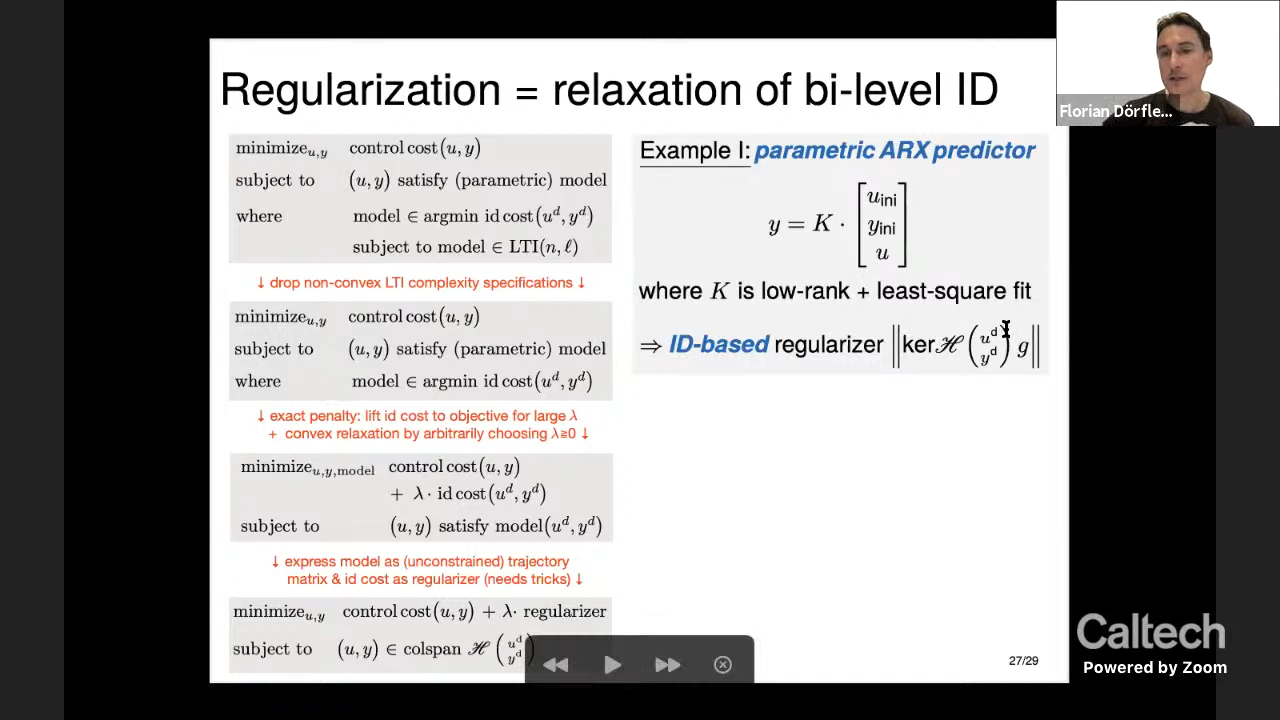 Regularization = relaxation of bi-level ID
minimize_{u,y} control cost(u, y)
subject to (u, y) satisfy (parametric) model
where model ∈ argmin id cost(u^d, y^d)
subject to model ∈ LTI(n, ℓ)
↓ drop non-convex LTI complexity specifications ↓
minimize_{u,y} control cost(u, y)
subject to (u, y) satisfy (parametric) model
where model ∈ argmin id cost(u^d, y^d)
↓ exact penalty: lift id cost to objective for large λ
+ convex relaxation by arbitrarily choosing λ≧0 ↓
minimize_{u,y,model} control cost(u, y)
+ λ · id cost(u^d, y^d)
subject to (u, y) satisfy model(u^d, y^d)
↓ express model as (unconstrained) trajectory
matrix & id cost as regularizer (needs tricks) ↓
minimize_{u,y} control cost(u, y) + λ· regularizer
subject to (u, y) ∈ colspan ℋ (u^d y^d)
Example I: parametric ARX predictor
y = K · [u_ini
y_ini
u]
where K is low-rank + least-square fit
⇒ ID-based regularizer ‖ker ℋ (u^d y^d) g‖
27/29
Florian Dörfle...
Caltech
Powered by Zoom